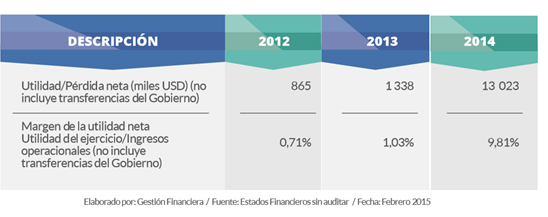 DESCRIPCIÓN 2012 2013 2014
Utilidad/Pérdida neta (miles USD) (no 865 1 338 13 023
incluye transferencias del Gobierno)
Margen de la utilidad neta
Utilidad del ejercicio/Ingresos 0,71% 1,03% 9,81%
operacionales (no incluye
transferencias del Gobierno)
Elaborado por: Gestión Financiera / Fuente: Estados Financieros sin auditar / Fecha: Febrero 2015